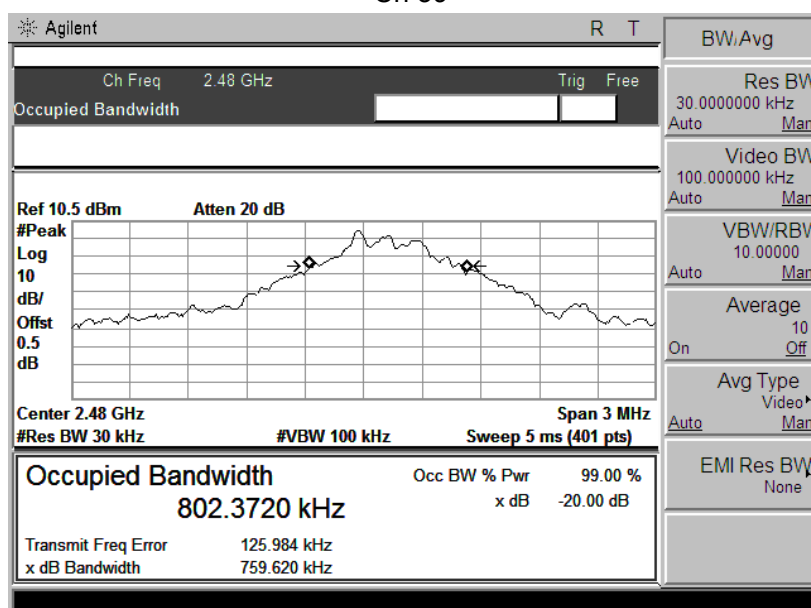 Agilent R T
Ch Freq 2.48 GHz Trig Free
Occupied Bandwidth
Ref 10.5 dBm Atten 20 dB
#Peak
Log
10
dB/
Offst
0.5
dB
Center 2.48 GHz Span 3 MHz
#Res BW 30 kHz #VBW 100 kHz Sweep 5 ms (401 pts)
Occupied Bandwidth
802.3720 kHz
Occ BW % Pwr 99.00 %
x dB -20.00 dB
Transmit Freq Error 125.984 kHz
x dB Bandwidth 759.620 kHz
BW/Avg
Res BW
30.0000000 kHz
Auto Man
Video BW
100.000000 kHz
Auto Man
VBW/RBW
10.00000
Auto Man
Average
10
On Off
Avg Type
Video
Auto Man
EMI Res BW
None